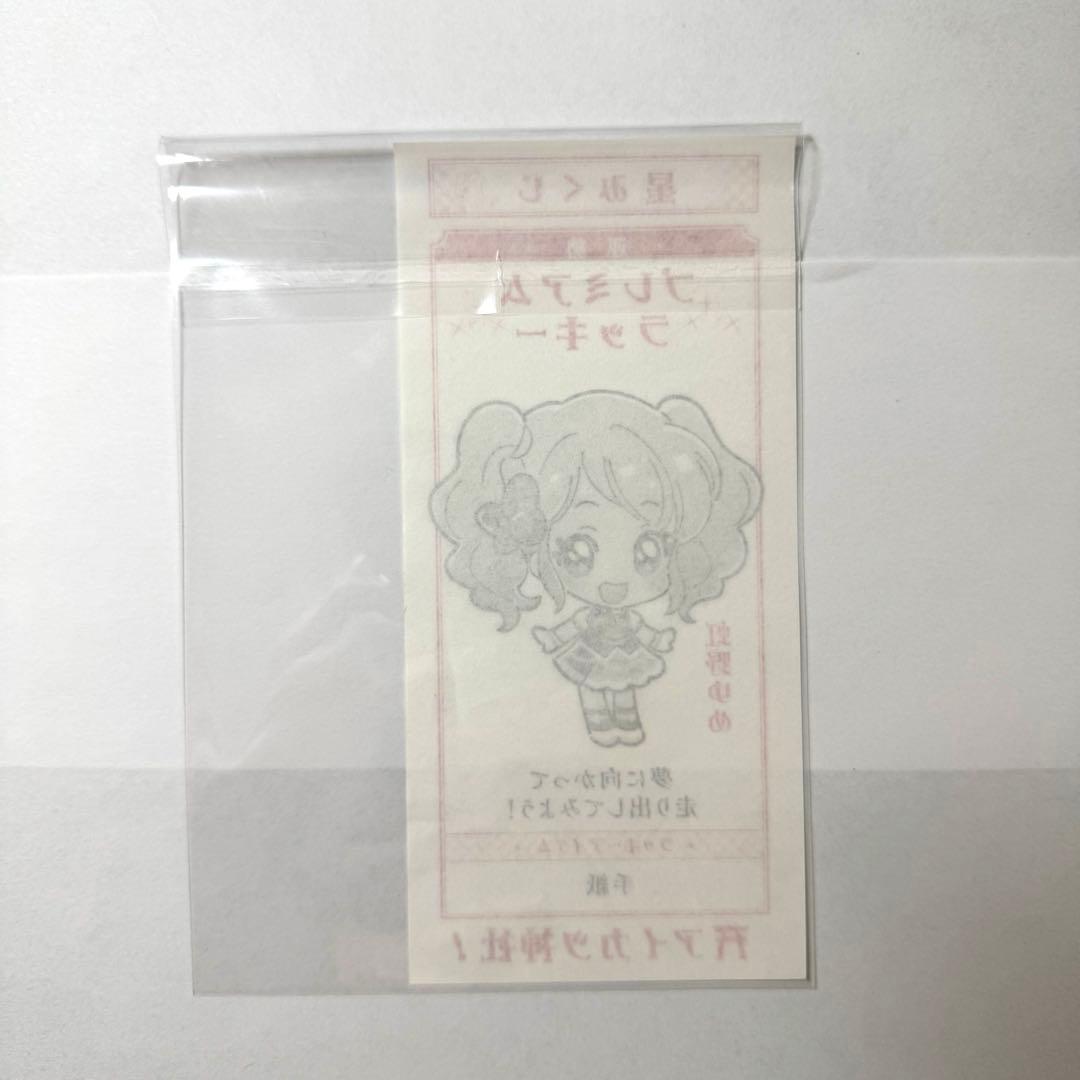 星みくじ
運勢
プレミアム
ラッキー
虹野ゆめ
夢に向かって
走り出してみよう!
ラッキーアイテム
手紙
アイカツ神社!